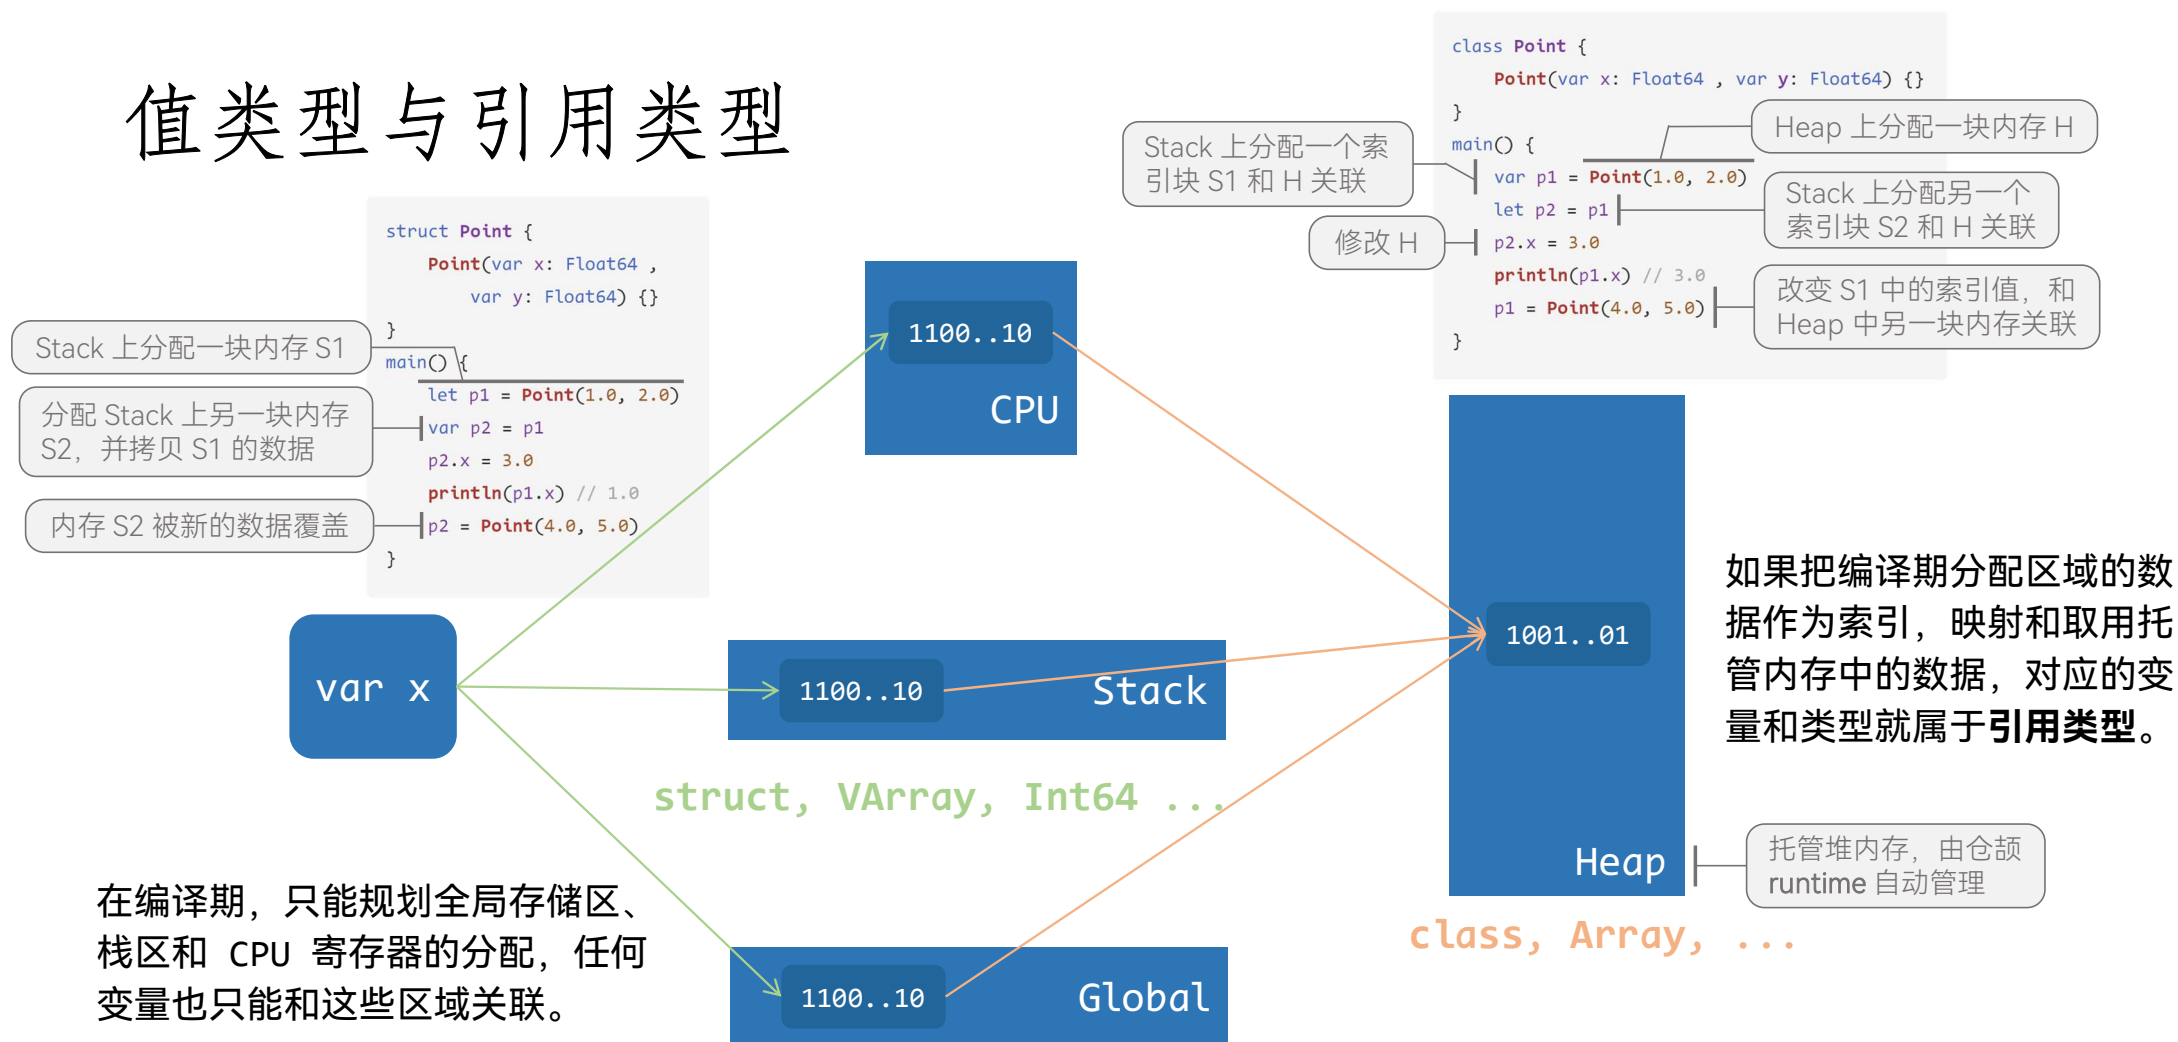 值类型与引用类型
struct Point {
Point(var x: Float64 ,
var y: Float64) {}
}
main() {
let p1 = Point(1.0, 2.0)
var p2 = p1
p2.x = 3.0
println(p1.x) // 1.0
p2 = Point(4.0, 5.0)
}
Stack 上分配一块内存 S1
分配 Stack 上另一块内存
S2，并拷贝 S1 的数据
内存 S2 被新的数据覆盖
class Point {
Point(var x: Float64 , var y: Float64) {}
}
main() {
var p1 = Point(1.0, 2.0)
let p2 = p1
p2.x = 3.0
println(p1.x) // 3.0
p1 = Point(4.0, 5.0)
}
Stack 上分配一个索
引块 S1 和 H 关联
修改 H
Heap 上分配一块内存 H
Stack 上分配另一个
索引块 S2 和 H 关联
改变 S1 中的索引值，和
Heap 中另一块内存关联
1100..10
CPU
var x
1100..10
Stack
struct, VArray, Int64 ...
1100..10
Global
1001..01
Heap
class, Array, ...
如果把编译期分配区域的数
据作为索引，映射和取用托
管内存中的数据，对应的变
量和类型就属于引用类型。
托管堆内存，由仓颉
runtime 自动管理
在编译期，只能规划全局存储区、
栈区和 CPU 寄存器的分配，任何
变量也只能和这些区域关联。